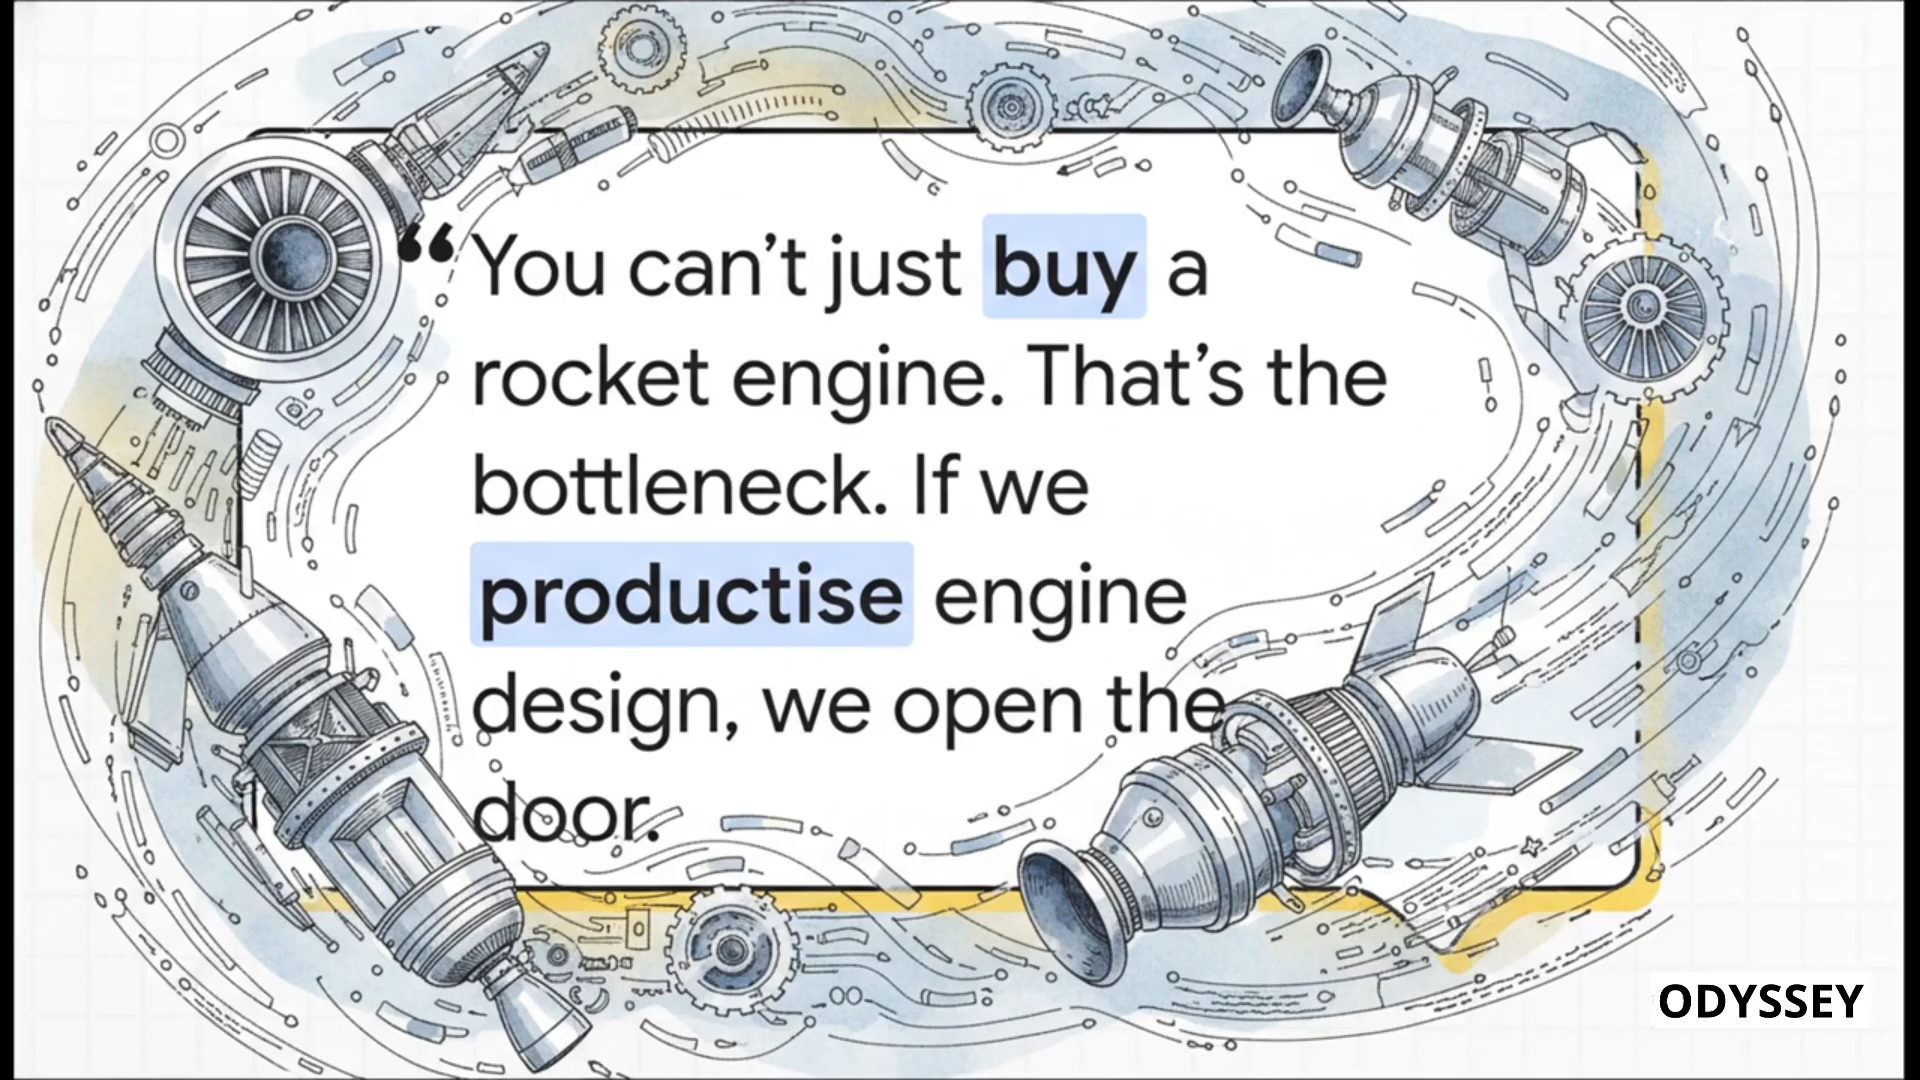 “You can’t just buy a
rocket engine. That’s the
bottleneck. If we
productise engine
design, we open the
door.
ODYSSEY